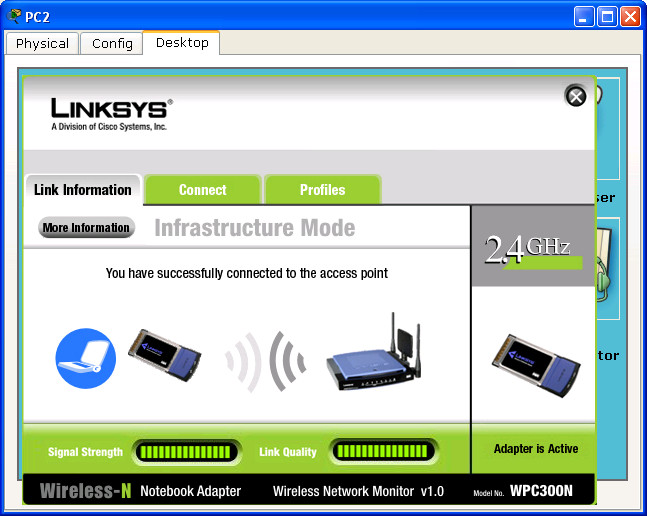 PC2
Physical Config Desktop
LINKSYS®
A Division of Cisco Systems, Inc.
Link Information Connect Profiles
More Information Infrastructure Mode
2.4GHz
You have successfully connected to the access point
Signal Strength Link Quality Adapter is Active
Wireless-N Notebook Adapter Wireless Network Monitor v1.0 Model No. WPC300N
ser
tor